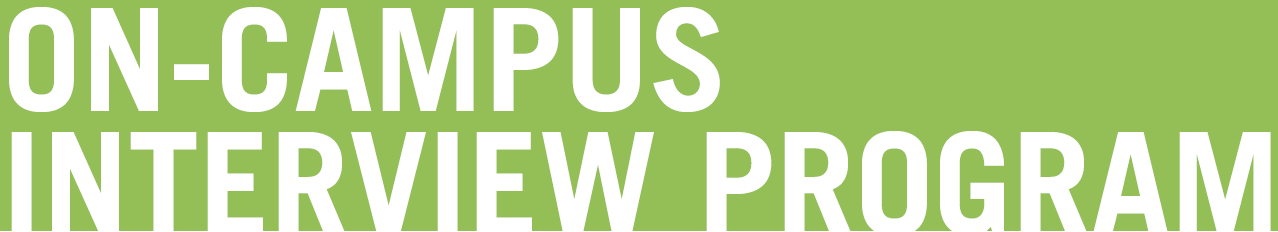 ON-CAMPUS
INTERVIEW PROGRAM